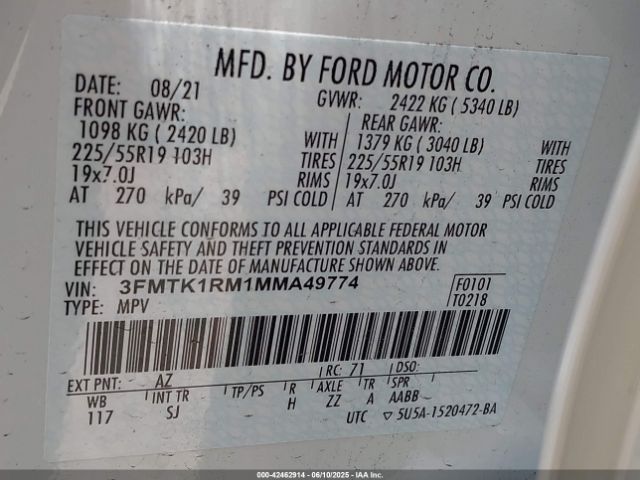 MFD. BY FORD MOTOR CO.
DATE: 08/21 GVWR: 2422 KG ( 5340 LB)
FRONT GAWR: REAR GAWR:
1098 KG ( 2420 LB) WITH 1379 KG ( 3040 LB) WITH
225/55R19 103H TIRES 225/55R19 103H TIRES
19x7.0J RIMS 19x7.0J RIMS
AT 270 kPa/ 39 PSI COLD AT 270 kPa/ 39 PSI COLD
THIS VEHICLE CONFORMS TO ALL APPLICABLE FEDERAL MOTOR
VEHICLE SAFETY AND THEFT PREVENTION STANDARDS IN
EFFECT ON THE DATE OF MANUFACTURE SHOWN ABOVE.
VIN: 3FMTK1RM1MMA49774 F0101
TYPE: MPV T0218
EXT PNT: AZ RC: 71 DSO:
WB INT TR TP/PS R AXLE TR SPR
117 SJ H ZZ A AABB
UTC ▽ 5U5A-1520472-BA
000-42462914 - 06/10/2025 - IAAI.com